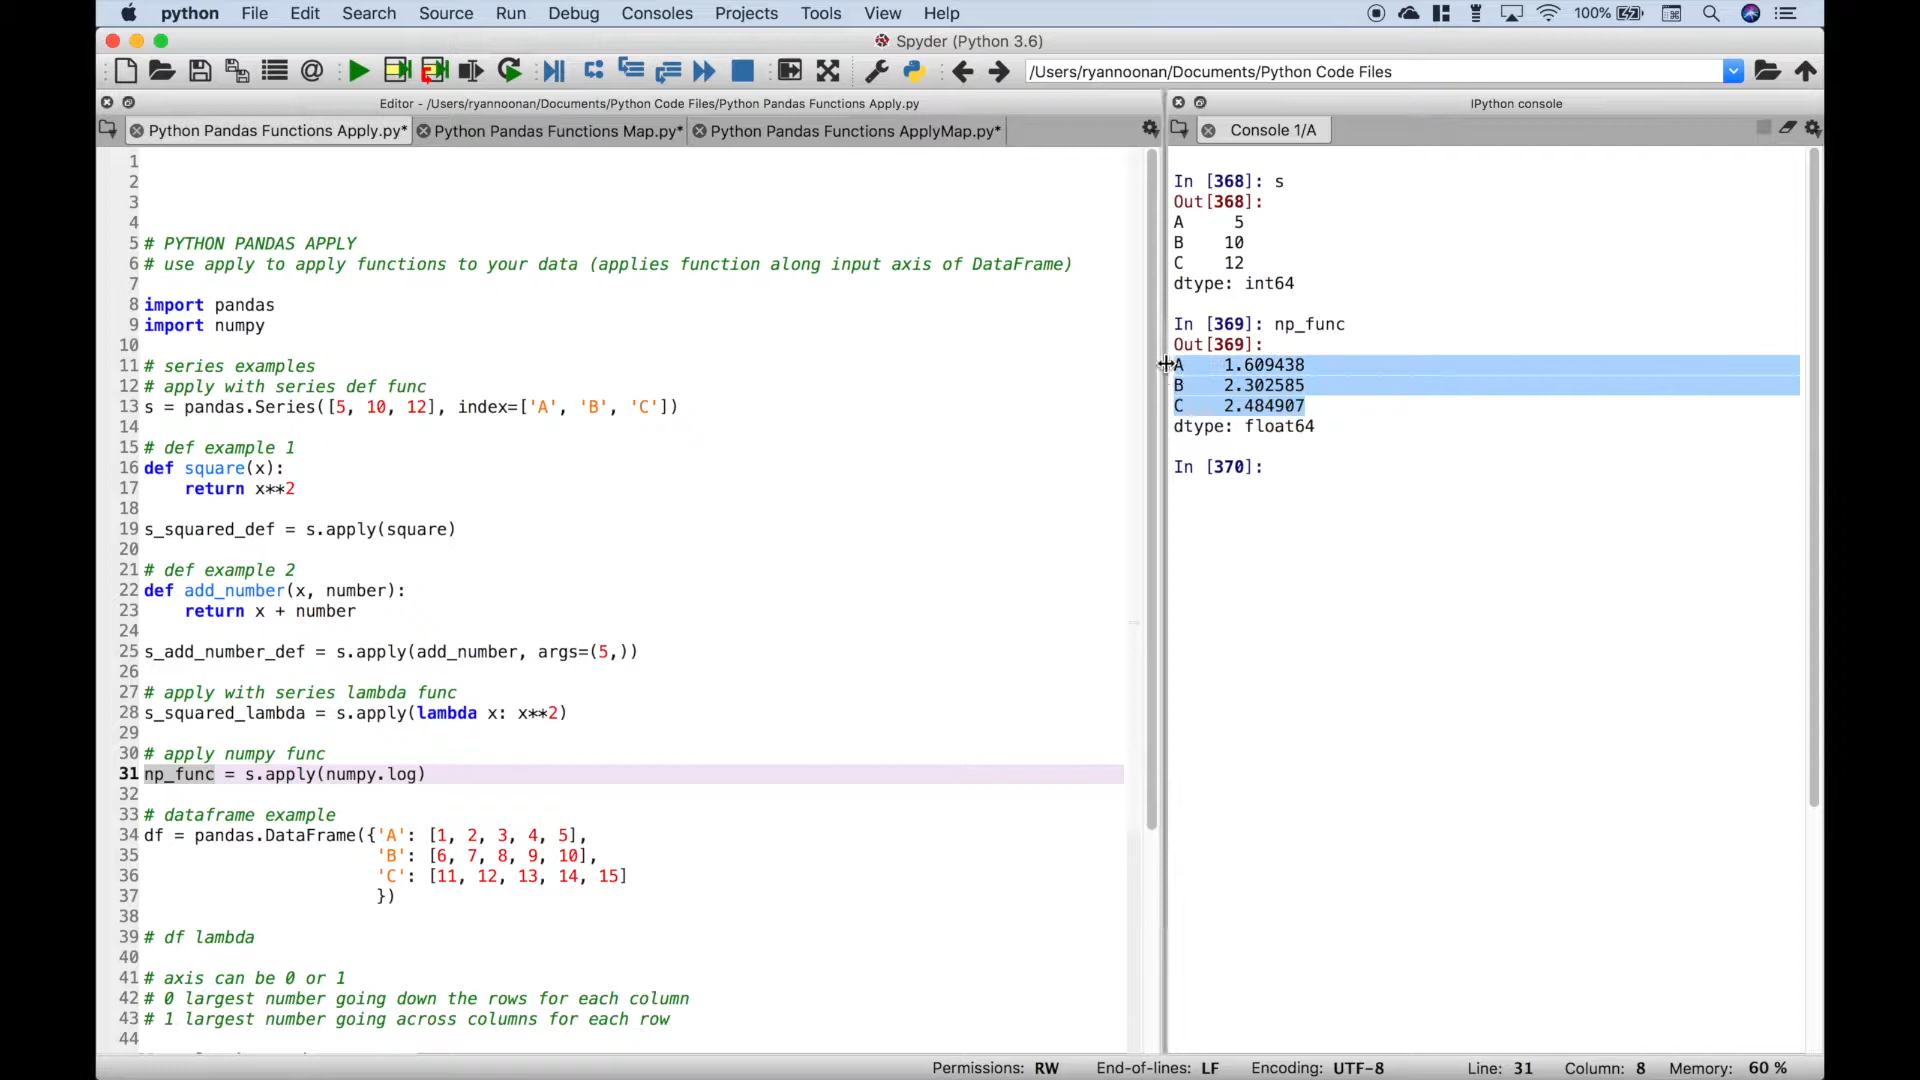 python File Edit Search Source Run Debug Consoles Projects Tools View Help 100%
Spyder (Python 3.6)
/Users/ryannoonan/Documents/Python Code Files
Editor - /Users/ryannoonan/Documents/Python Code Files/Python Pandas Functions Apply.py
Python Pandas Functions Apply.py* Python Pandas Functions Map.py* Python Pandas Functions ApplyMap.py*
1
2
3
4
5 # PYTHON PANDAS APPLY
6 # use apply to apply functions to your data (applies function along input axis of DataFrame)
7
8 import pandas
9 import numpy
10
11 # series examples
12 # apply with series def func
13 s = pandas.Series([5, 10, 12], index=['A', 'B', 'C'])
14
15 # def example 1
16 def square(x):
17     return x**2
18
19 s_squared_def = s.apply(square)
20
21 # def example 2
22 def add_number(x, number):
23     return x + number
24
25 s_add_number_def = s.apply(add_number, args=(5,))
26
27 # apply with series lambda func
28 s_squared_lambda = s.apply(lambda x: x**2)
29
30 # apply numpy func
31 np_func = s.apply(numpy.log)
32
33 # dataframe example
34 df = pandas.DataFrame({'A': [1, 2, 3, 4, 5],
35                        'B': [6, 7, 8, 9, 10],
36                        'C': [11, 12, 13, 14, 15]
37                        })
38
39 # df lambda
40
41 # axis can be 0 or 1
42 # 0 largest number going down the rows for each column
43 # 1 largest number going across columns for each row
44
IPython console
Console 1/A
In [368]: s
Out[368]:
A     5
B    10
C    12
dtype: int64
In [369]: np_func
Out[369]:
A    1.609438
B    2.302585
C    2.484907
dtype: float64
In [370]:
Permissions: RW End-of-lines: LF Encoding: UTF-8 Line: 31 Column: 8 Memory: 60 %